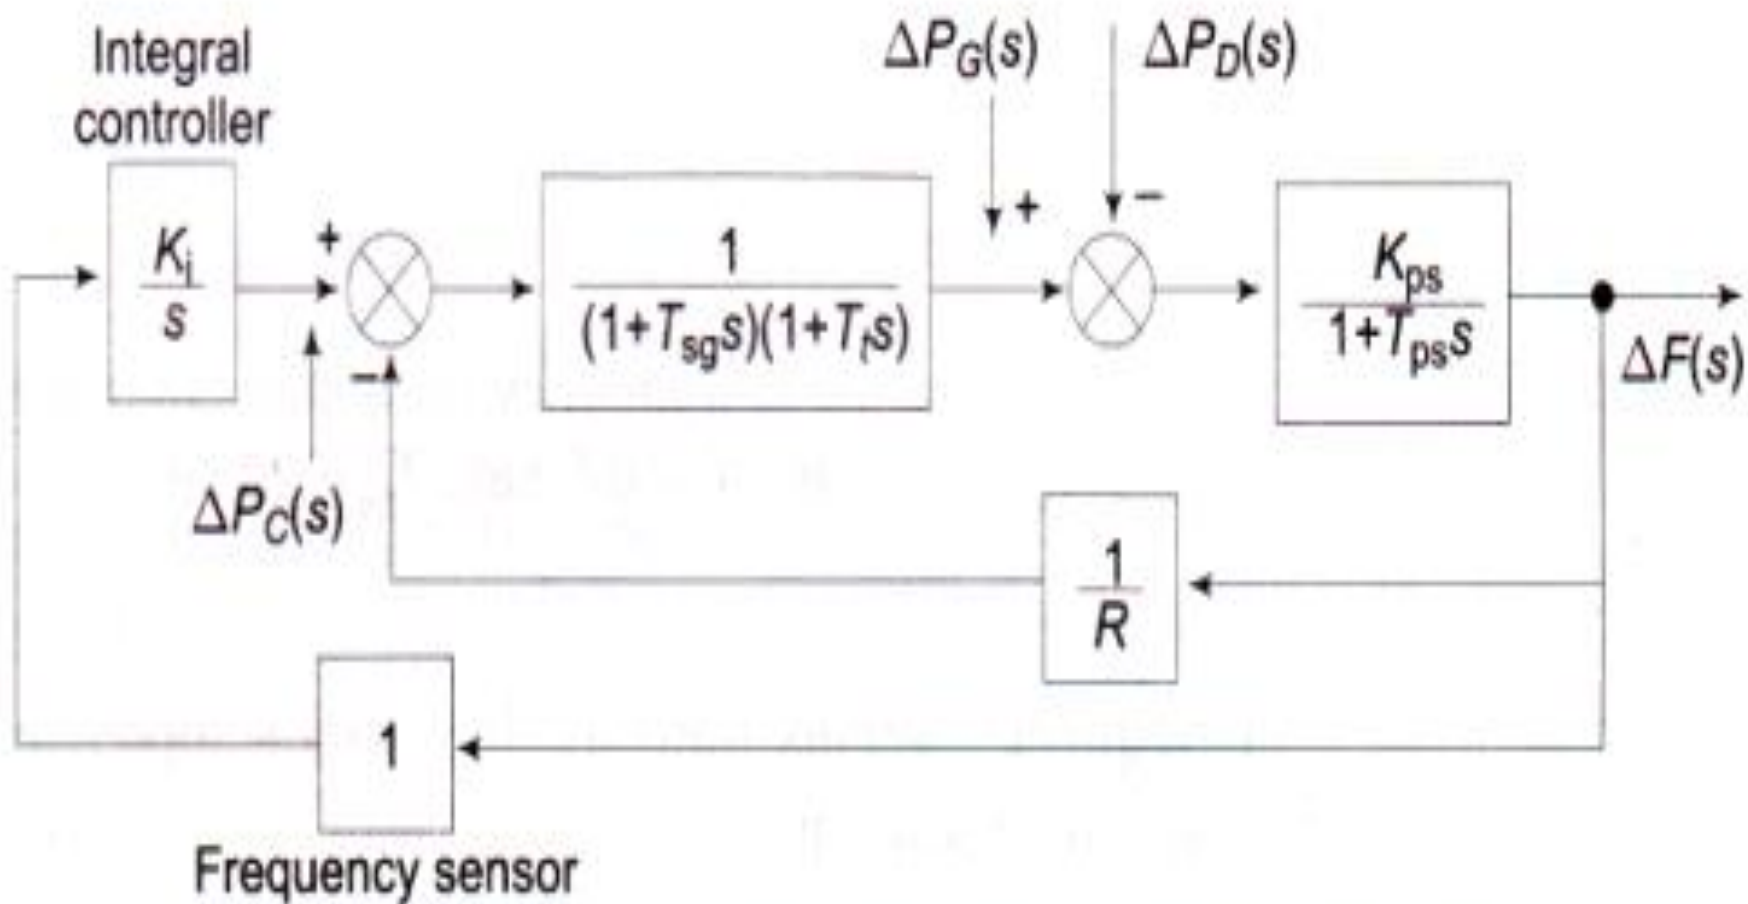 Integral
controller
ΔP_G(s)
ΔP_D(s)
K_i
s
+
−
ΔP_C(s)
1
(1+T_sg s)(1+T_t s)
+
−
K_ps
1+T_ps s
ΔF(s)
1
R
1
Frequency sensor